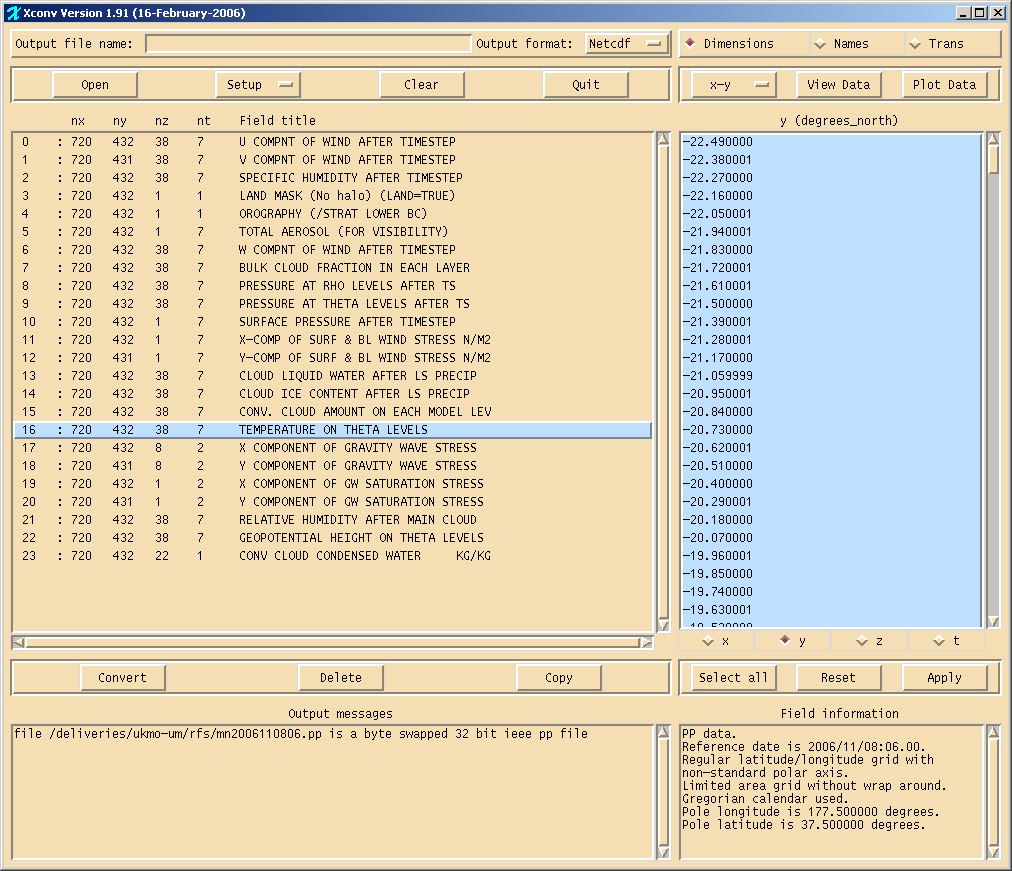 Xconv Version 1.91 (16-February-2006)
Output file name: Output format: Netcdf Dimensions Names Trans
Open Setup Clear Quit x-y View Data Plot Data
nx ny nz nt Field title
0 : 720 432 38 7 U COMPNT OF WIND AFTER TIMESTEP
1 : 720 431 38 7 V COMPNT OF WIND AFTER TIMESTEP
2 : 720 432 38 7 SPECIFIC HUMIDITY AFTER TIMESTEP
3 : 720 432 1 1 LAND MASK (No halo) (LAND=TRUE)
4 : 720 432 1 1 OROGRAPHY (/STRAT LOWER BC)
5 : 720 432 1 7 TOTAL AEROSOL (FOR VISIBILITY)
6 : 720 432 38 7 W COMPNT OF WIND AFTER TIMESTEP
7 : 720 432 38 7 BULK CLOUD FRACTION IN EACH LAYER
8 : 720 432 38 7 PRESSURE AT RHO LEVELS AFTER TS
9 : 720 432 38 7 PRESSURE AT THETA LEVELS AFTER TS
10 : 720 432 1 7 SURFACE PRESSURE AFTER TIMESTEP
11 : 720 432 1 7 X-COMP OF SURF & BL WIND STRESS N/M2
12 : 720 431 1 7 Y-COMP OF SURF & BL WIND STRESS N/M2
13 : 720 432 38 7 CLOUD LIQUID WATER AFTER LS PRECIP
14 : 720 432 38 7 CLOUD ICE CONTENT AFTER LS PRECIP
15 : 720 432 38 7 CONV. CLOUD AMOUNT ON EACH MODEL LEV
16 : 720 432 38 7 TEMPERATURE ON THETA LEVELS
17 : 720 432 8 2 X COMPONENT OF GRAVITY WAVE STRESS
18 : 720 431 8 2 Y COMPONENT OF GRAVITY WAVE STRESS
19 : 720 432 1 2 X COMPONENT OF GW SATURATION STRESS
20 : 720 431 1 2 Y COMPONENT OF GW SATURATION STRESS
21 : 720 432 38 7 RELATIVE HUMIDITY AFTER MAIN CLOUD
22 : 720 432 38 7 GEOPOTENTIAL HEIGHT ON THETA LEVELS
23 : 720 432 22 1 CONV CLOUD CONDENSED WATER KG/KG
y (degrees_north)
-22.490000
-22.380001
-22.270000
-22.160000
-22.050001
-21.940001
-21.830000
-21.720001
-21.610001
-21.500000
-21.390001
-21.280001
-21.170000
-21.059999
-20.950001
-20.840000
-20.730000
-20.620001
-20.510000
-20.400000
-20.290001
-20.180000
-20.070000
-19.960001
-19.850000
-19.740000
-19.630001
x y z t
Convert Delete Copy Select all Reset Apply
Output messages
file /deliveries/ukmo-um/rfs/mn2006110806.pp is a byte swapped 32 bit ieee pp file
Field information
PP data.
Reference date is 2006/11/08:06.00.
Regular latitude/longitude grid with
non-standard polar axis.
Limited area grid without wrap around.
Gregorian calendar used.
Pole longitude is 177.500000 degrees.
Pole latitude is 37.500000 degrees.